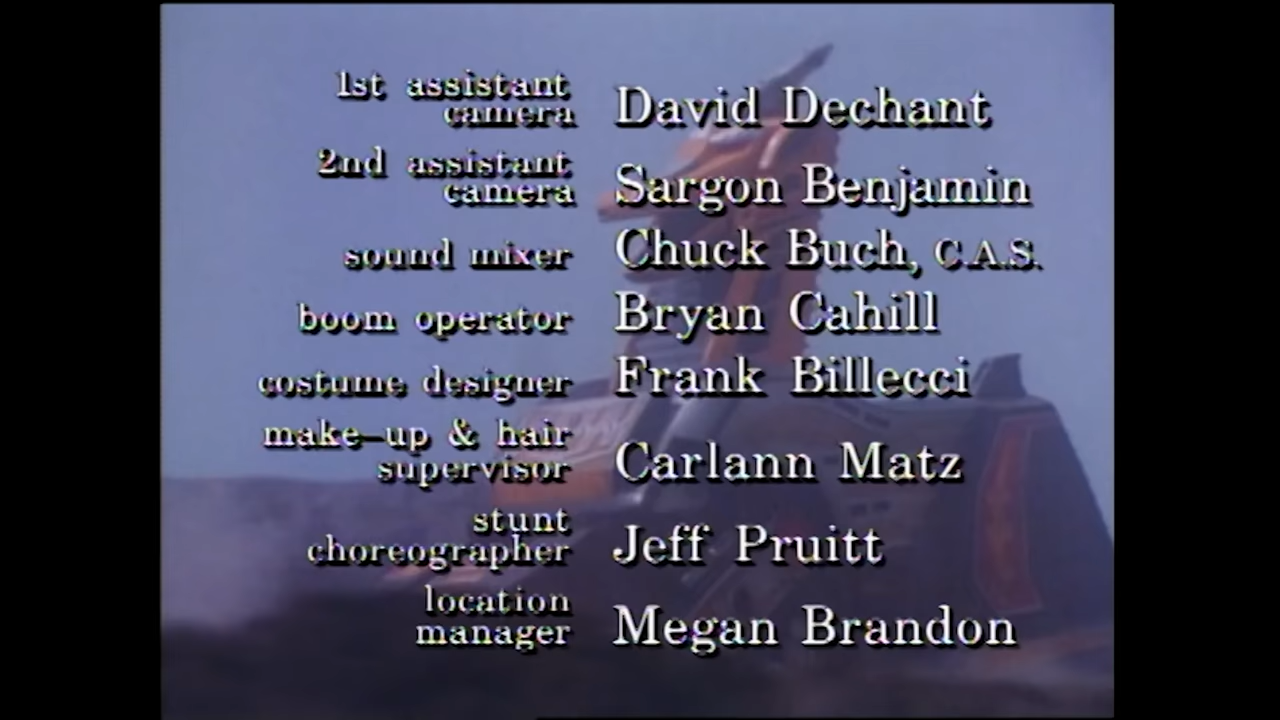 1st assistant
camera David Dechant
2nd assistant
camera Sargon Benjamin
sound mixer Chuck Buch, C.A.S.
boom operator Bryan Cahill
costume designer Frank Billecci
make-up & hair
supervisor Carlann Matz
stunt
choreographer Jeff Pruitt
location
manager Megan Brandon